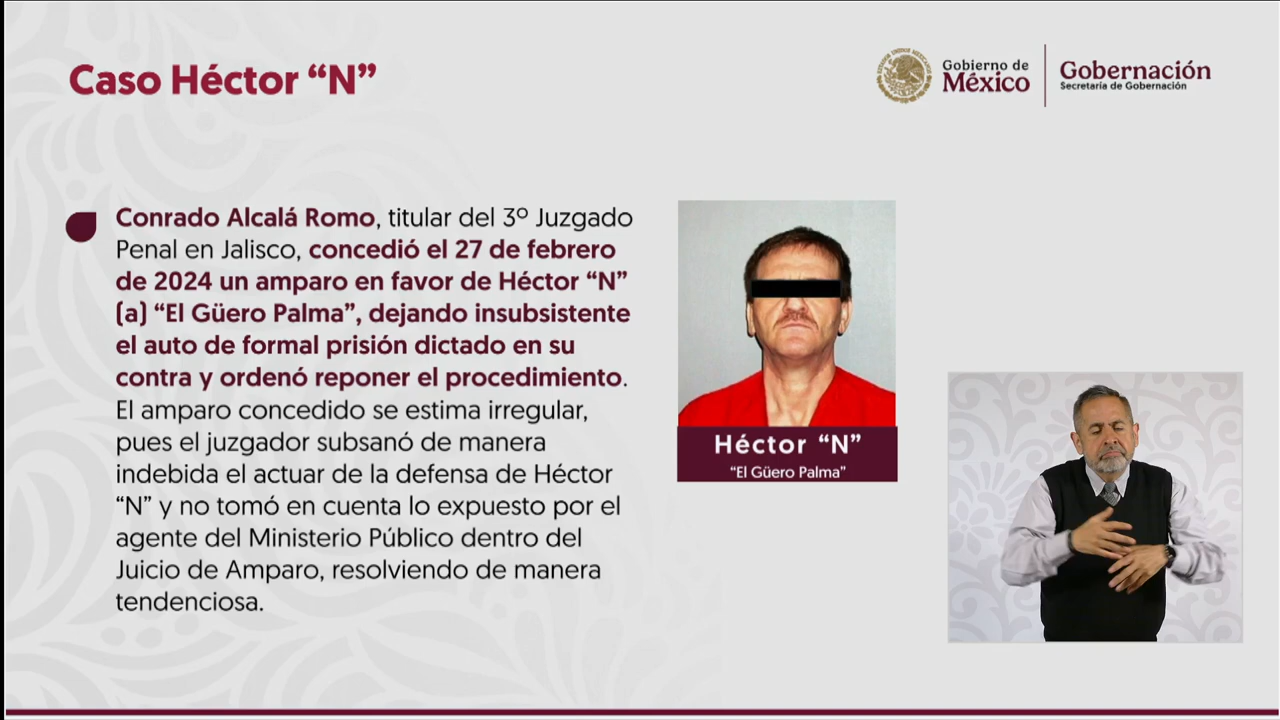 Caso Héctor “N”
Gobierno de
México
Gobernación
Secretaría de Gobernación
Conrado Alcalá Romo, titular del 3º Juzgado
Penal en Jalisco, concedió el 27 de febrero
de 2024 un amparo en favor de Héctor “N”
(a) “El Güero Palma”, dejando insubsistente
el auto de formal prisión dictado en su
contra y ordenó reponer el procedimiento.
El amparo concedido se estima irregular,
pues el juzgador subsanó de manera
indebida el actuar de la defensa de Héctor
“N” y no tomó en cuenta lo expuesto por el
agente del Ministerio Público dentro del
Juicio de Amparo, resolviendo de manera
tendenciosa.
Héctor “N”
“El Güero Palma”